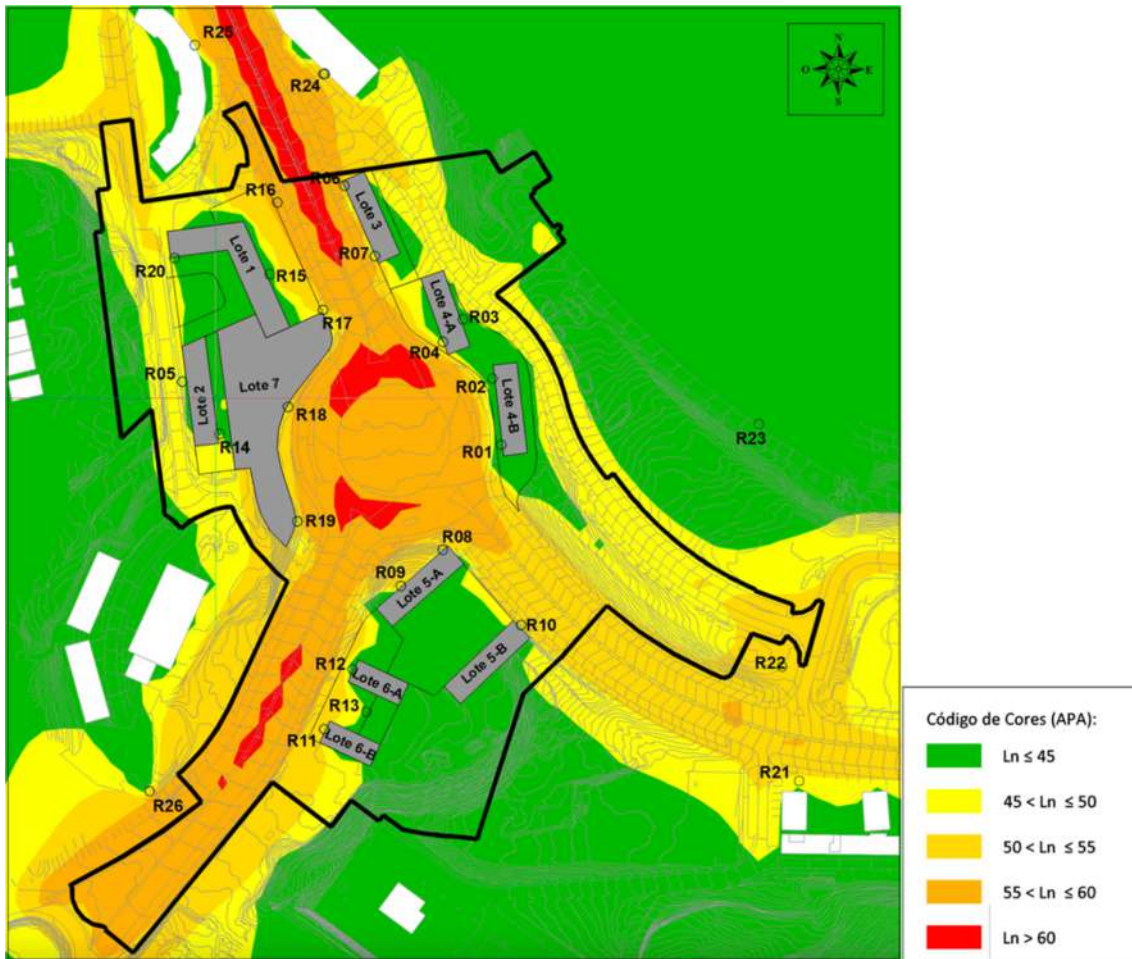 R25
N
R24
O E
S
R06
R16
Lote 3
R20
Lote 1
R07
R15
R17
Lote 4-A
R03
R04
R05
Lote 2
Lote 7
R02
Lote 4-B
R18
R23
R14
R01
R19
R08
R09
Lote 5-A
R10
R12
Lote 5-B
R22
Lote 6-A
R13
R11
Lote 6-B
R21
R26
Código de Cores (APA):
Ln ≤ 45
45 < Ln ≤ 50
50 < Ln ≤ 55
55 < Ln ≤ 60
Ln > 60